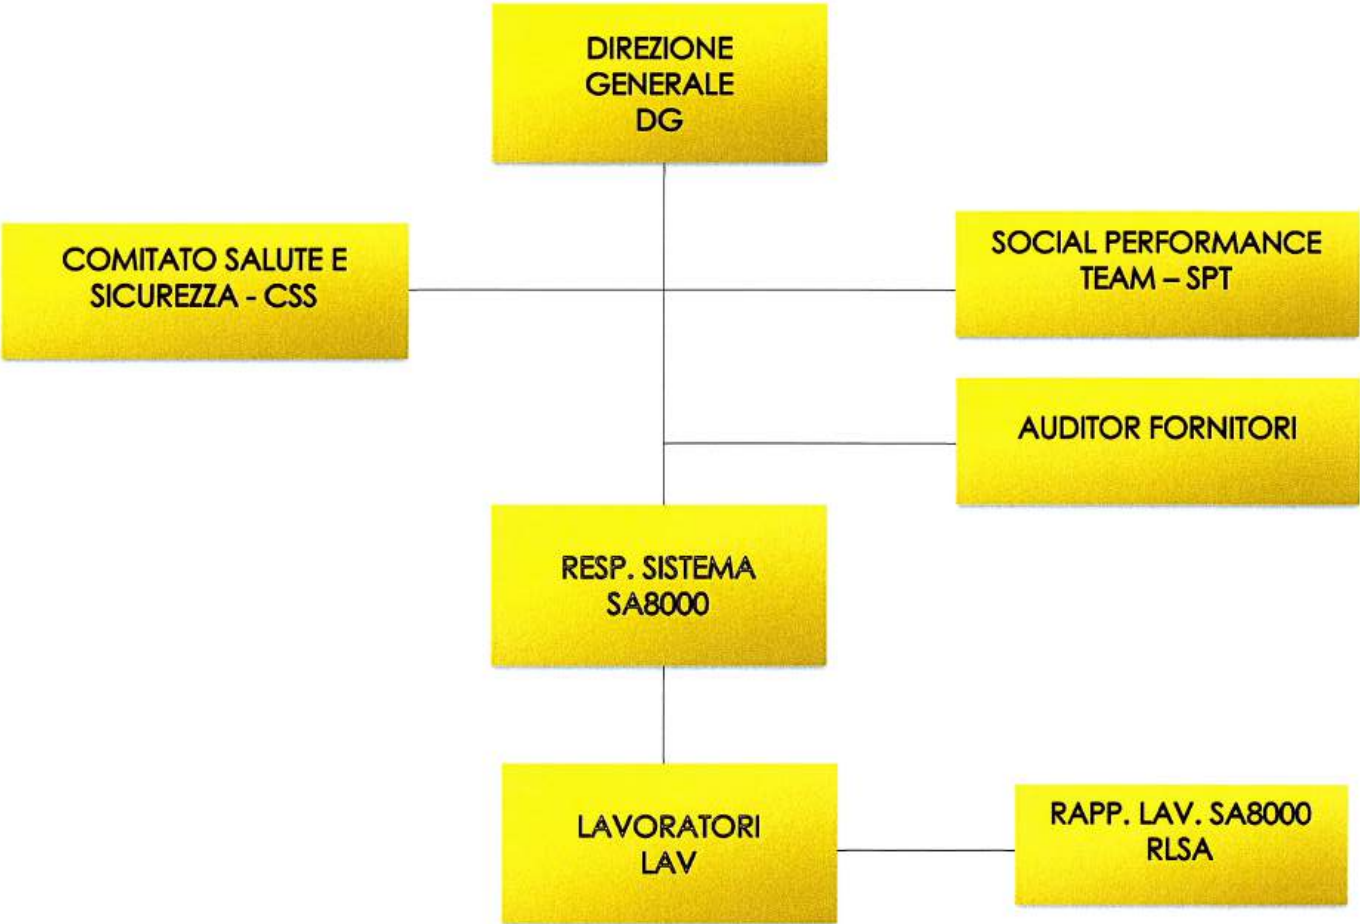 DIREZIONE
GENERALE
DG
COMITATO SALUTE E
SICUREZZA - CSS
SOCIAL PERFORMANCE
TEAM – SPT
AUDITOR FORNITORI
RESP. SISTEMA
SA8000
LAVORATORI
LAV
RAPP. LAV. SA8000
RLSA